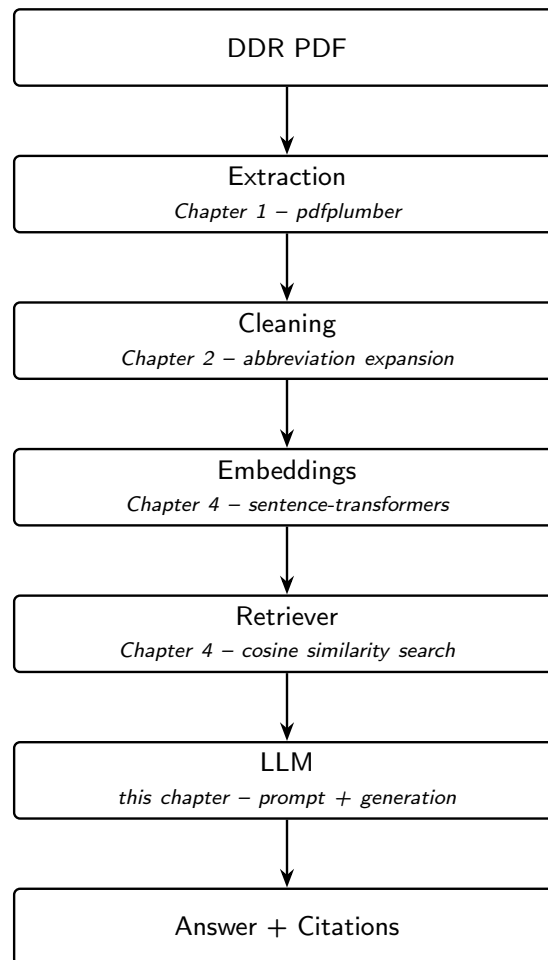 DDR PDF
Extraction
Chapter 1 – pdfplumber
Cleaning
Chapter 2 – abbreviation expansion
Embeddings
Chapter 4 – sentence-transformers
Retriever
Chapter 4 – cosine similarity search
LLM
this chapter – prompt + generation
Answer + Citations